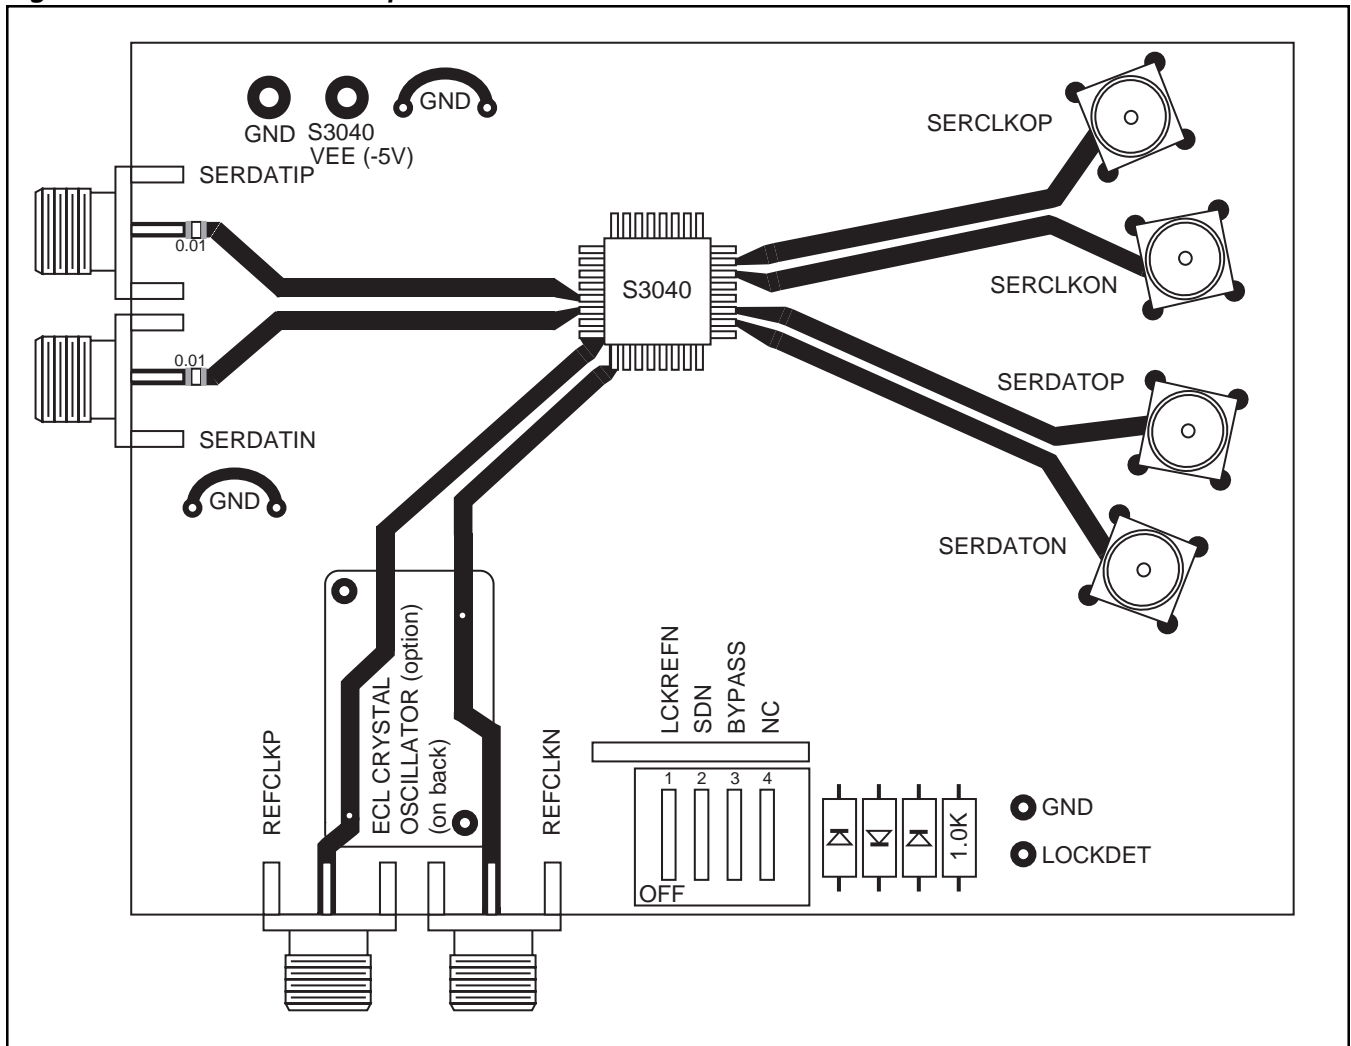 GND
S3040
VEE (-5V)
GND
SERDATIP
0.01
0.01
SERDATIN
GND
S3040
SERCLKOP
SERCLKON
SERDATOP
SERDATON
REFCLKP
ECL CRYSTAL
OSCILLATOR (option)
(on back)
REFCLKN
LCKREFN
SDN
BYPASS
NC
1 2 3 4
OFF
1.0K
GND
LOCKDET